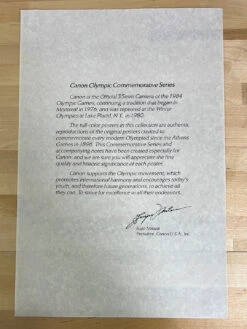 Canon Olympic Commemorative Series
Canon is the Official 35mm Camera of the 1984
Olympic Games, continuing a tradition that began in
Montreal in 1976, and was repeated at the Winter
Olympics at Lake Placid, N.Y., in 1980.
The full-color posters in this collection are authentic
reproductions of the original posters created to
commemorate every modern Olympiad since the Athens
Games in 1896. This Commemorative Series and
accompanying notes have been created especially for
Canon, and we are sure you will appreciate the fine
quality and historic significance of each poster.
Canon supports the Olympic movement, which
promotes international harmony and encourages today's
youth, and therefore future generations, to achieve all
they can. To strive for excellence in all their endeavors.
President, Canon U.S.A., Inc.